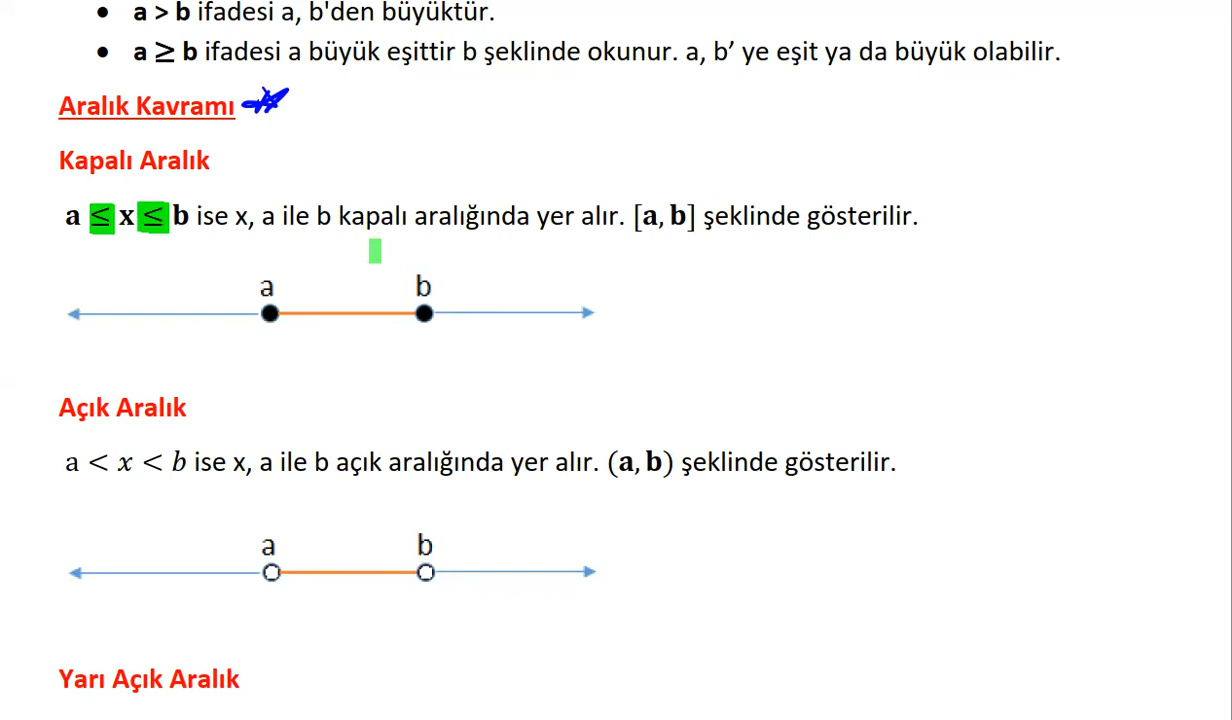 • a > b ifadesi a, b'den büyüktür.
• a ≥ b ifadesi a büyük eşittir b şeklinde okunur. a, b’ ye eşit ya da büyük olabilir.
Aralık Kavramı
Kapalı Aralık
a ≤ x ≤ b ise x, a ile b kapalı aralığında yer alır. [a, b] şeklinde gösterilir.
a b
Açık Aralık
a < x < b ise x, a ile b açık aralığında yer alır. (a, b) şeklinde gösterilir.
a b
Yarı Açık Aralık